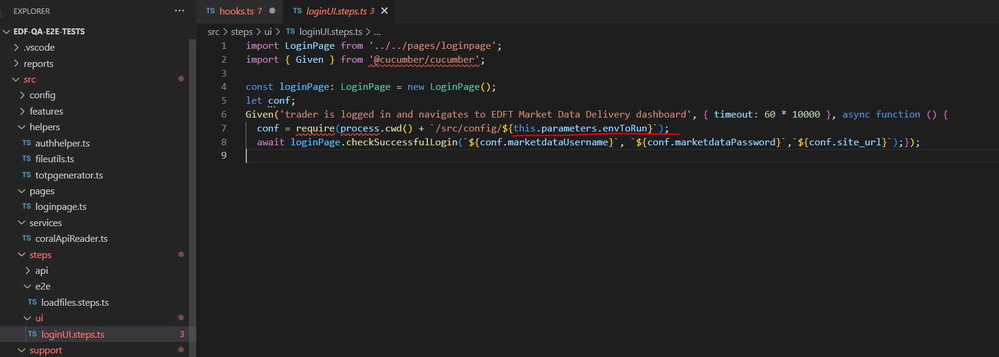 EXPLORER ...
EDF-QA-E2E-TESTS
.vscode
reports
src
config
features
helpers
TS authhelper.ts
TS fileutils.ts
TS totpgenerator.ts
pages
TS loginpage.ts
services
TS coralApiReader.ts
steps
api
e2e
TS loadfiles.steps.ts
ui
TS loginUI.steps.ts 3
support
TS hooks.ts 7 ● TS loginUI.steps.ts 3 ×
src > steps > ui > TS loginUI.steps.ts > ...
1 import LoginPage from '../../pages/loginpage';
2 import { Given } from '@cucumber/cucumber';
3
4 const loginPage: LoginPage = new LoginPage();
5 let conf;
6 Given('trader is logged in and navigates to EDFT Market Data Delivery dashboard', { timeout: 60 * 10000 }, async function () {
7 conf = require(process.cwd() + `/src/config/${this.parameters.envToRun}`);
8 await loginPage.checkSuccessfulLogin(`${conf.marketdataUsername}`, `${conf.marketdataPassword}`,`${conf.site_url}`);});
9